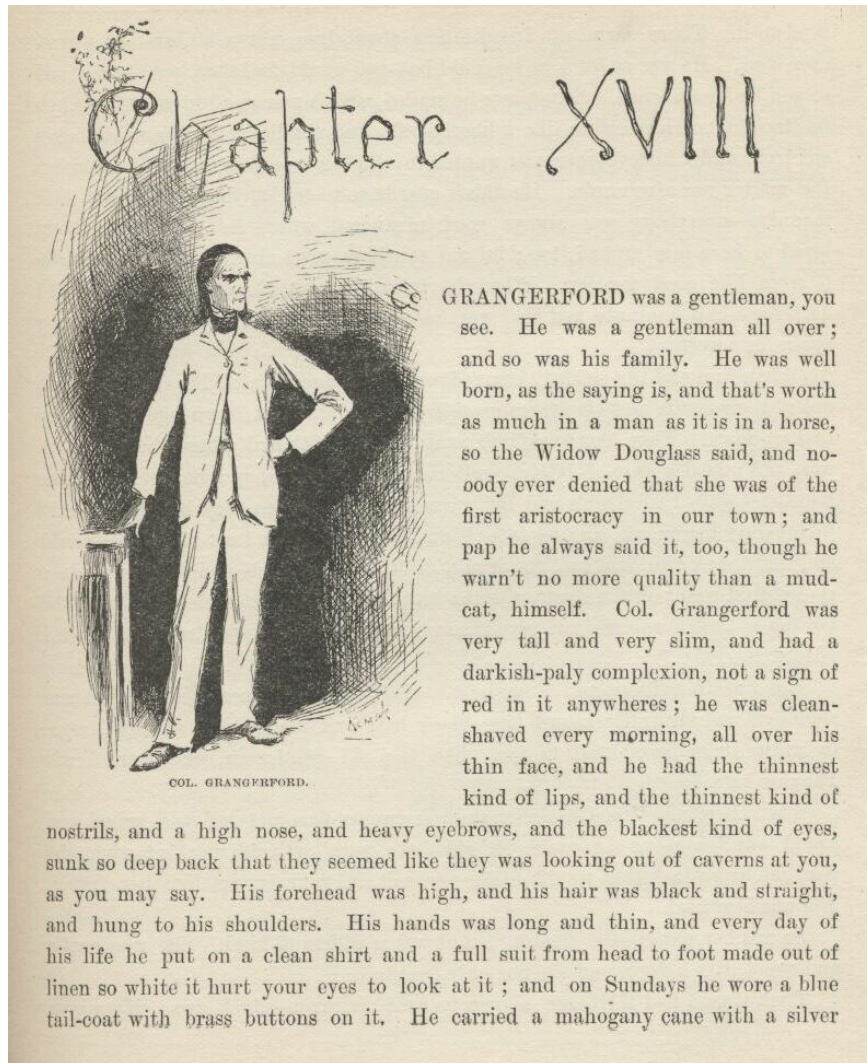 Chapter XVIII
Co GRANGERFORD was a gentleman, you
see. He was a gentleman all over;
and so was his family. He was well
born, as the saying is, and that's worth
as much in a man as it is in a horse,
so the Widow Douglass said, and no-
oody ever denied that she was of the
first aristocracy in our town; and
pap he always said it, too, though he
warn't no more quality than a mud-
cat, himself. Col. Grangerford was
very tall and very slim, and had a
darkish-paly complexion, not a sign of
red in it anywheres; he was clean-
shaved every morning, all over his
thin face, and he had the thinnest
kind of lips, and the thinnest kind of
nostrils, and a high nose, and heavy eyebrows, and the blackest kind of eyes,
sunk so deep back that they seemed like they was looking out of caverns at you,
as you may say. His forehead was high, and his hair was black and straight,
and hung to his shoulders. His hands was long and thin, and every day of
his life he put on a clean shirt and a full suit from head to foot made out of
linen so white it hurt your eyes to look at it; and on Sundays he wore a blue
tail-coat with brass buttons on it. He carried a mahogany cane with a silver
Kemble
COL. GRANGERFORD.